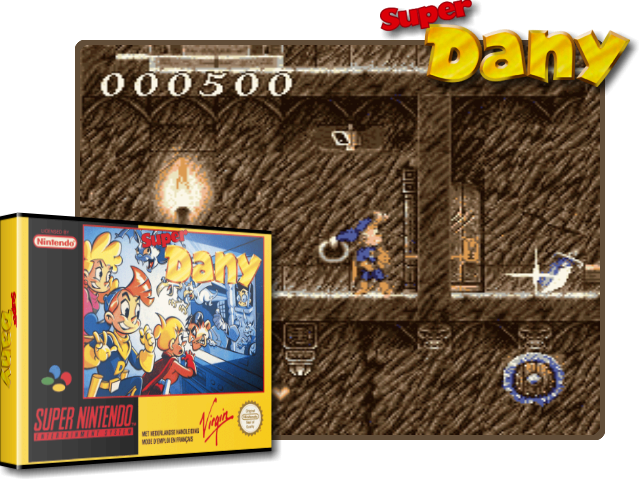 Super
Dany
000500
LICENSED BY
Nintendo
Super
Dany
SUPER NINTENDO
ENTERTAINMENT SYSTEM
MET NEDERLANDSE HANDLEIDING
MODE D'EMPLOI EN FRANÇAIS
Virgin